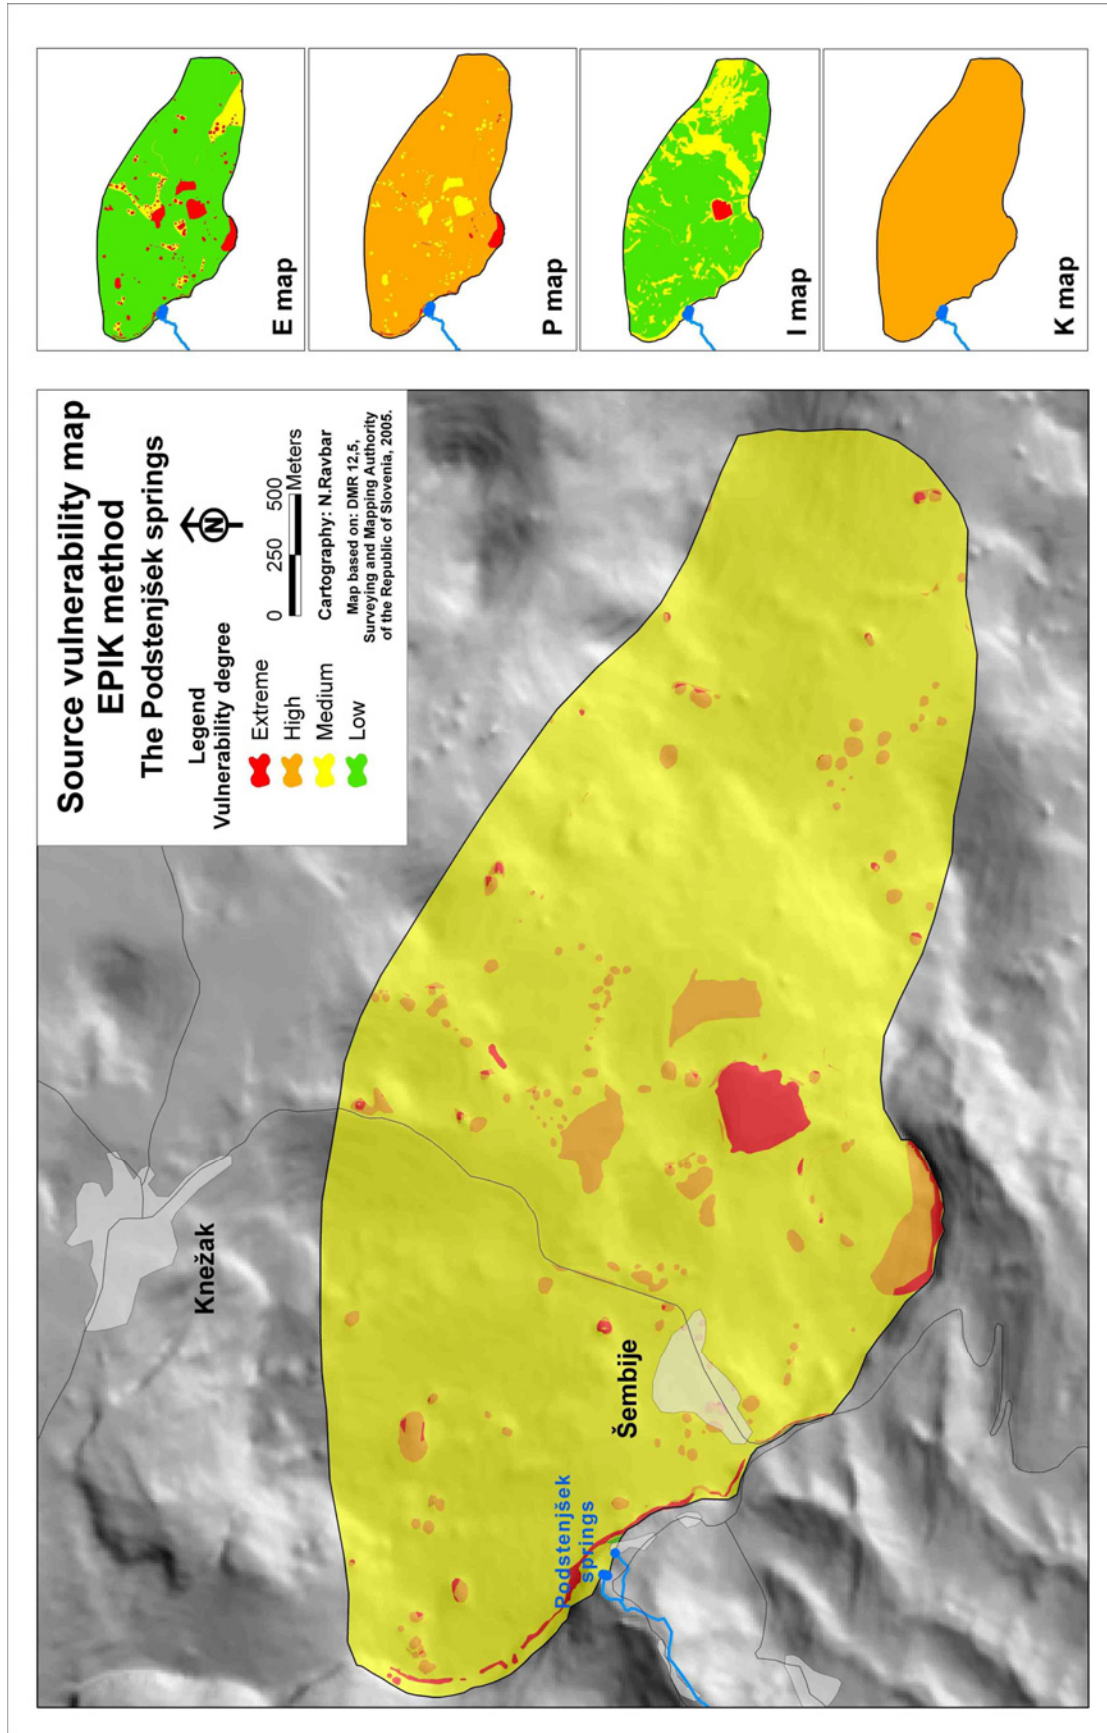 Source vulnerability map
EPIK method
The Podstenjšek springs
Legend
Vulnerability degree
Extreme
High
Medium
Low
N
0 250 500
Meters
Cartography: N.Ravbar
Map based on: DMR 12,5,
Surveying and Mapping Authority
of the Republic of Slovenia, 2005.
Knežak
Šembije
Podstenjšek
springs
E map
P map
I map
K map